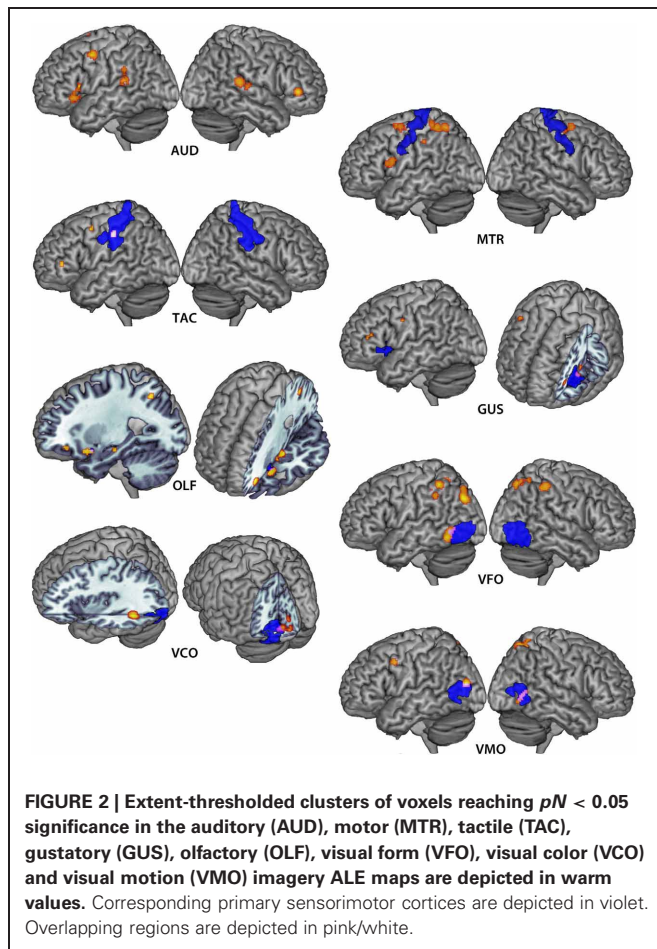 AUD
MTR
TAC
GUS
OLF
VFO
VCO
VMO
FIGURE 2 | Extent-thresholded clusters of voxels reaching pN < 0.05
significance in the auditory (AUD), motor (MTR), tactile (TAC),
gustatory (GUS), olfactory (OLF), visual form (VFO), visual color (VCO)
and visual motion (VMO) imagery ALE maps are depicted in warm
values. Corresponding primary sensorimotor cortices are depicted in violet.
Overlapping regions are depicted in pink/white.